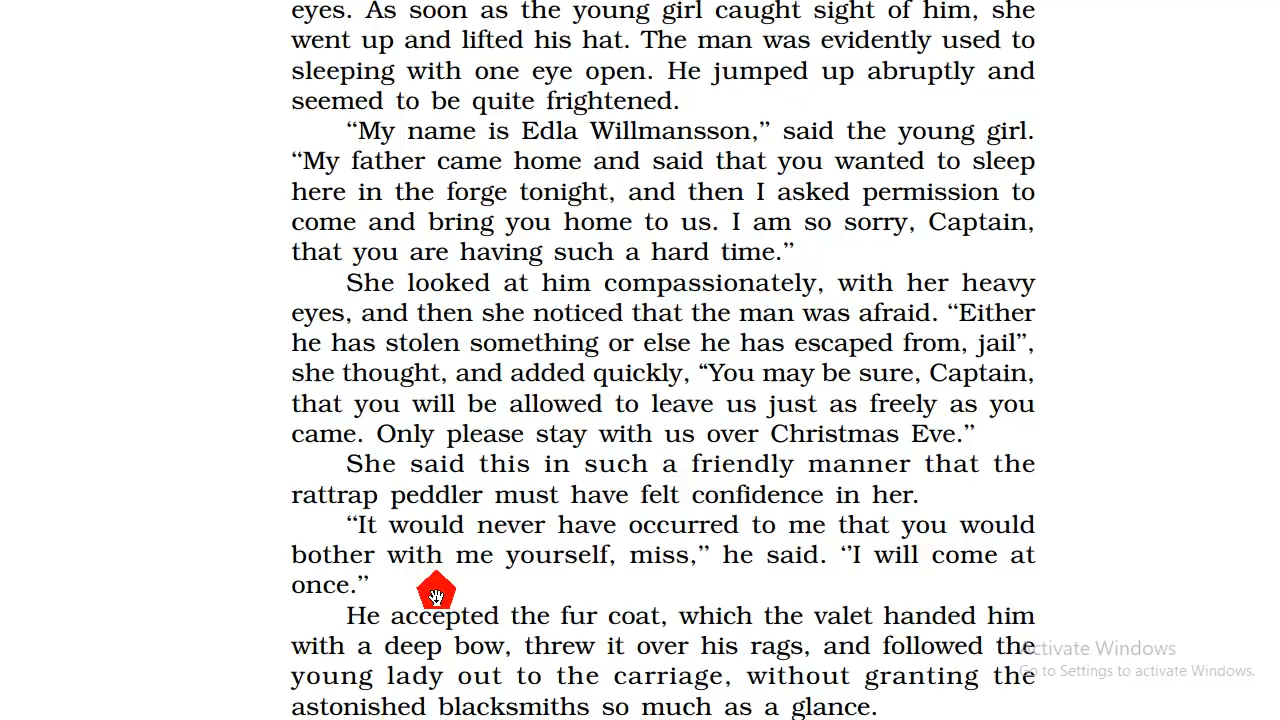 eyes. As soon as the young girl caught sight of him, she
went up and lifted his hat. The man was evidently used to
sleeping with one eye open. He jumped up abruptly and
seemed to be quite frightened.
“My name is Edla Willmansson,” said the young girl.
“My father came home and said that you wanted to sleep
here in the forge tonight, and then I asked permission to
come and bring you home to us. I am so sorry, Captain,
that you are having such a hard time.”
She looked at him compassionately, with her heavy
eyes, and then she noticed that the man was afraid. “Either
he has stolen something or else he has escaped from, jail”,
she thought, and added quickly, “You may be sure, Captain,
that you will be allowed to leave us just as freely as you
came. Only please stay with us over Christmas Eve.”
She said this in such a friendly manner that the
rattrap peddler must have felt confidence in her.
“It would never have occurred to me that you would
bother with me yourself, miss,” he said. ”I will come at
once.”
He accepted the fur coat, which the valet handed him
with a deep bow, threw it over his rags, and followed the
young lady out to the carriage, without granting the
astonished blacksmiths so much as a glance.
Activate Windows
Go to Settings to activate Windows.